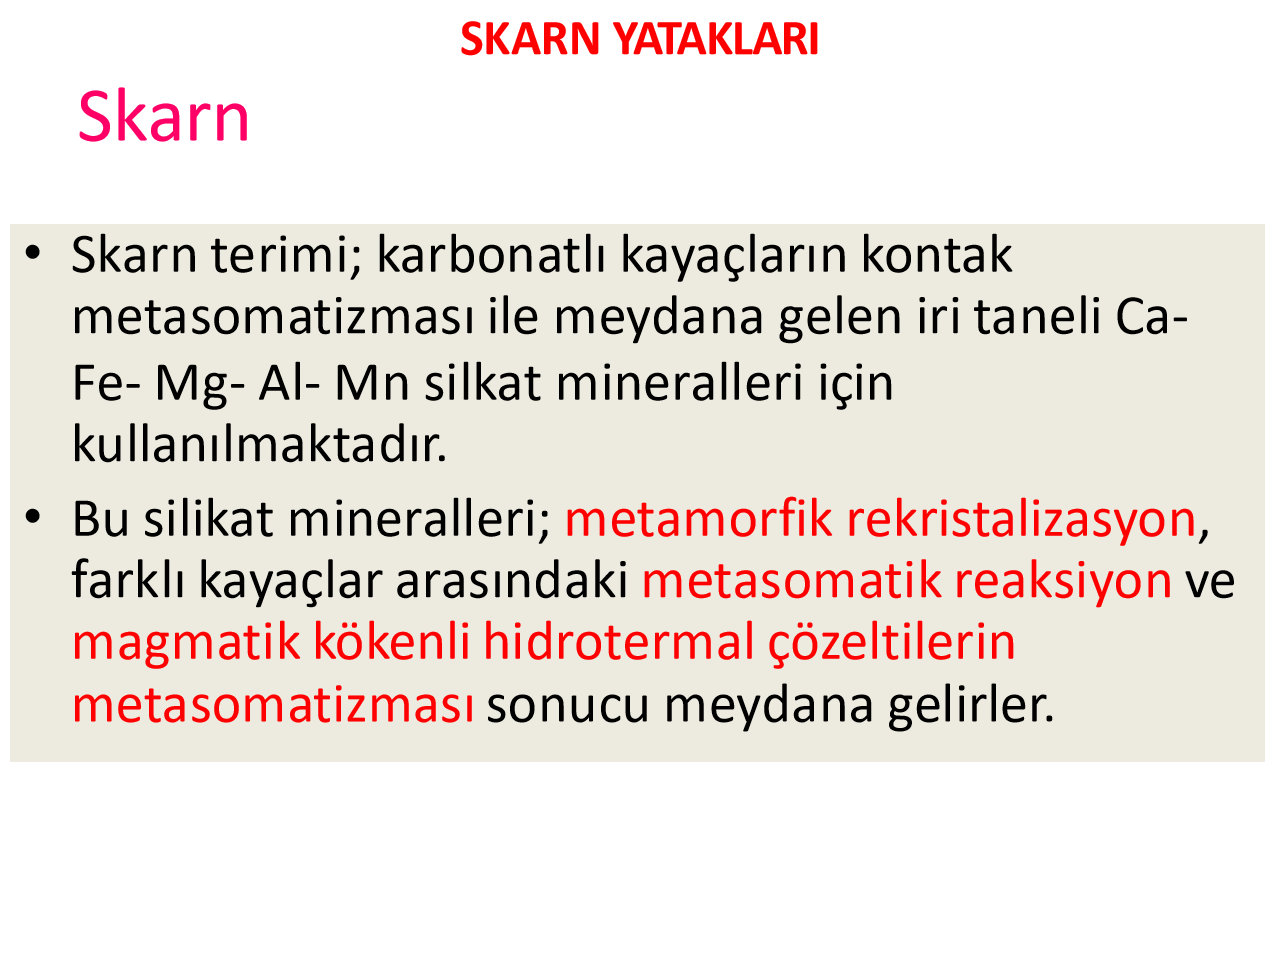 SKARN YATAKLARI
Skarn
• Skarn terimi; karbonatlı kayaçların kontak
metasomatizması ile meydana gelen iri taneli Ca-
Fe- Mg- Al- Mn silkat mineralleri için
kullanılmaktadır.
• Bu silikat mineralleri; metamorfik rekristalizasyon,
farklı kayaçlar arasındaki metasomatik reaksiyon ve
magmatik kökenli hidrotermal çözeltilerin
metasomatizması sonucu meydana gelirler.